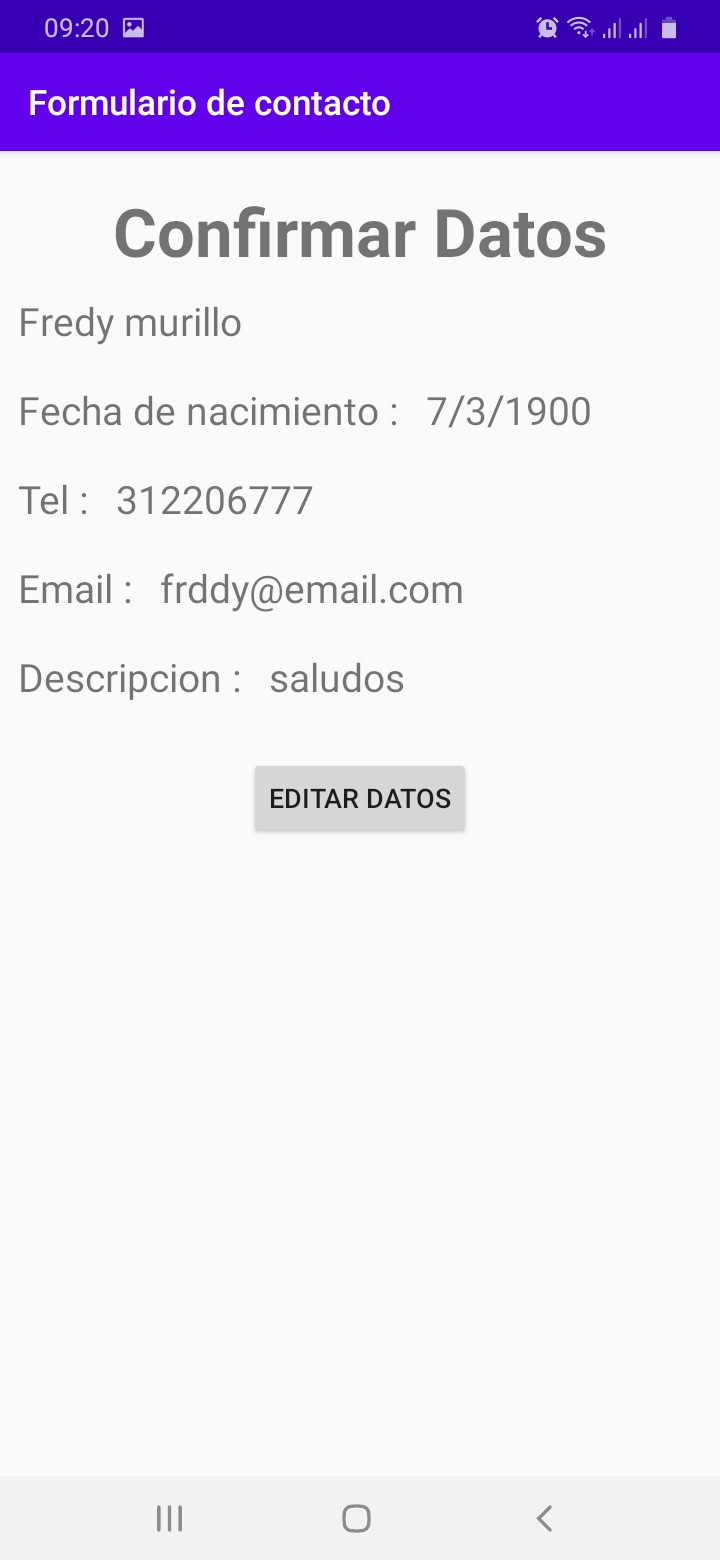 09:20
Formulario de contacto
Confirmar Datos
Fredy murillo
Fecha de nacimiento : 7/3/1900
Tel : 312206777
Email : frddy@email.com
Descripcion : saludos
EDITAR DATOS